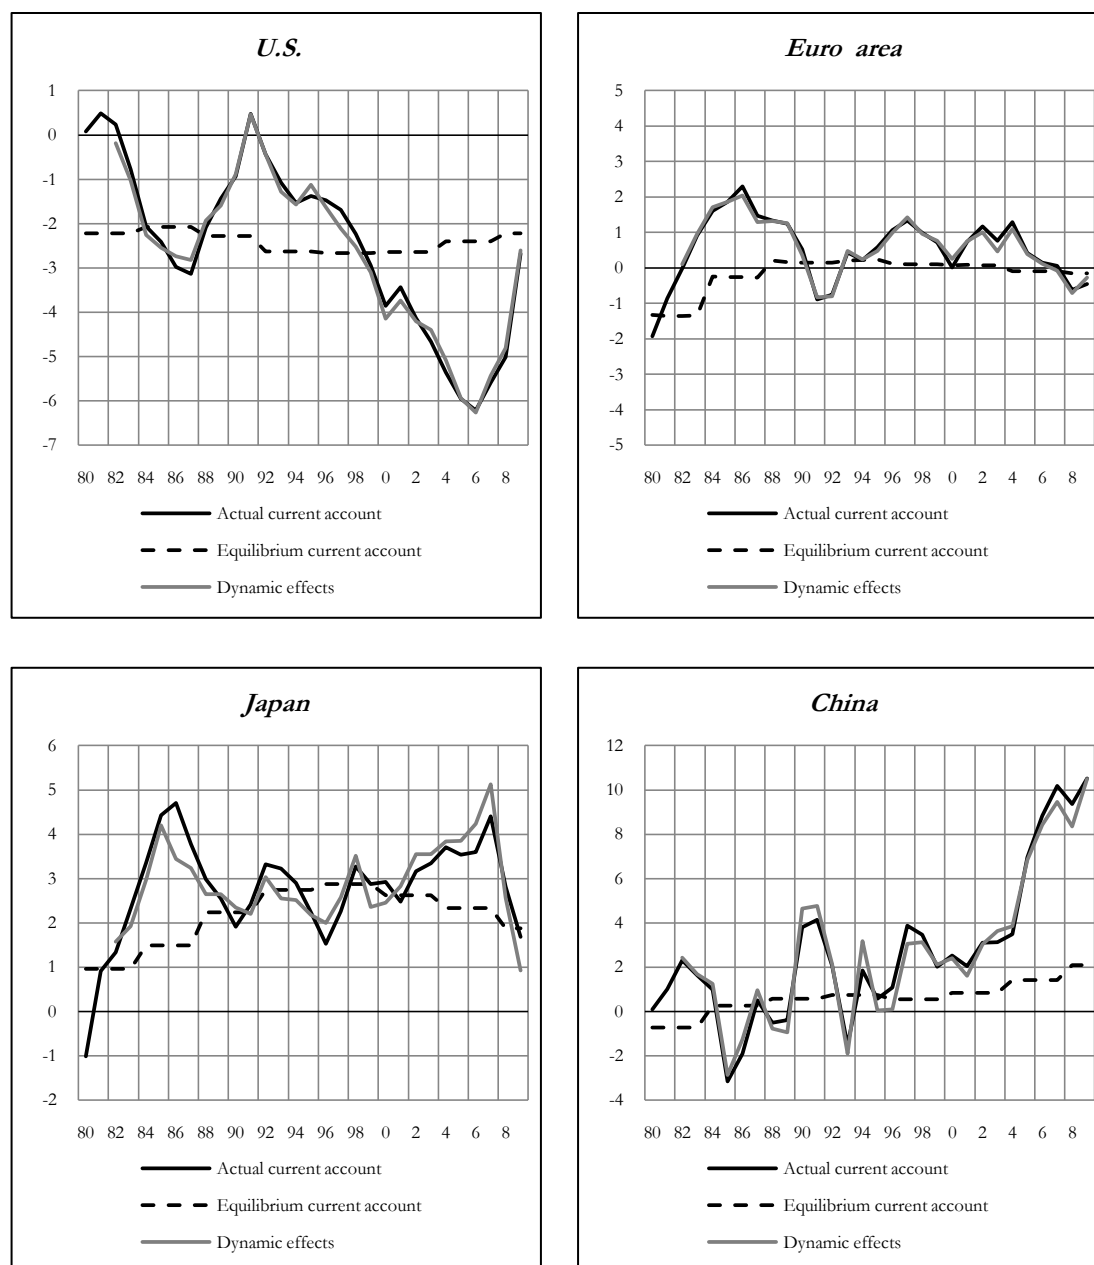 U.S.
1
0
-1
-2
-3
-4
-5
-6
-7
80 82 84 86 88 90 92 94 96 98 0 2 4 6 8
Actual current account
Equilibrium current account
Dynamic effects
Euro area
5
4
3
2
1
0
-1
-2
-3
-4
-5
80 82 84 86 88 90 92 94 96 98 0 2 4 6 8
Actual current account
Equilibrium current account
Dynamic effects
Japan
6
5
4
3
2
1
0
-1
-2
80 82 84 86 88 90 92 94 96 98 0 2 4 6 8
Actual current account
Equilibrium current account
Dynamic effects
China
12
10
8
6
4
2
0
-2
-4
80 82 84 86 88 90 92 94 96 98 0 2 4 6 8
Actual current account
Equilibrium current account
Dynamic effects